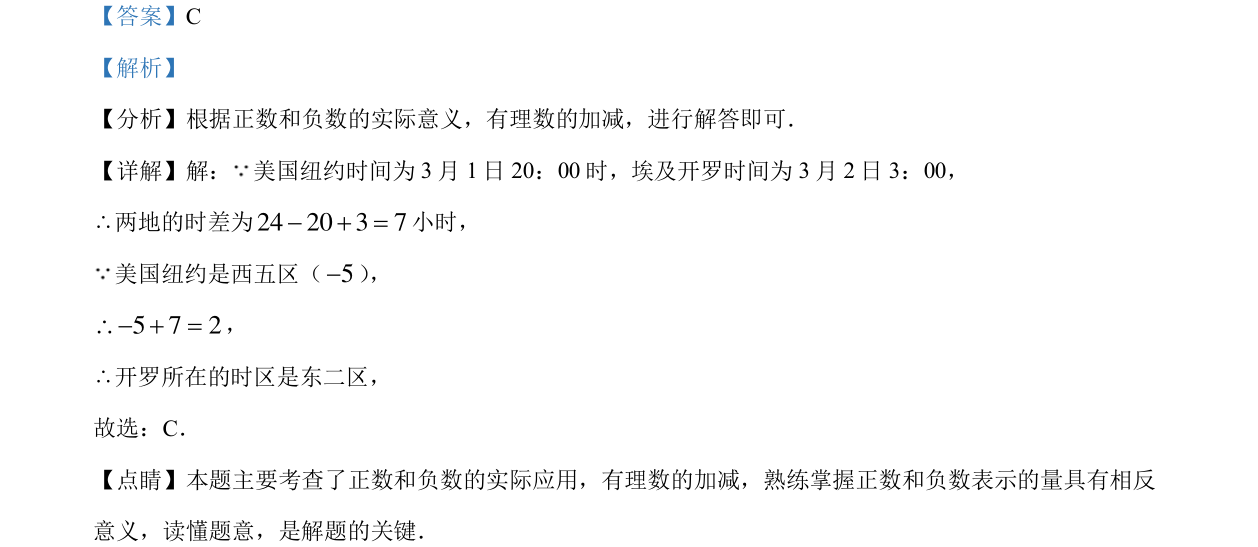 【答案】C
【解析】
【分析】根据正数和负数的实际意义，有理数的加减，进行解答即可．
【详解】解：∵美国纽约时间为 3 月 1 日 20：00 时，埃及开罗时间为 3 月 2 日 3：00，
∴两地的时差为 24－20＋3＝7 小时，
∵美国纽约是西五区（－5），
∴－5＋7＝2，
∴开罗所在的时区是东二区，
故选：C．
【点睛】本题主要考查了正数和负数的实际应用，有理数的加减，熟练掌握正数和负数表示的量具有相反
意义，读懂题意，是解题的关键．